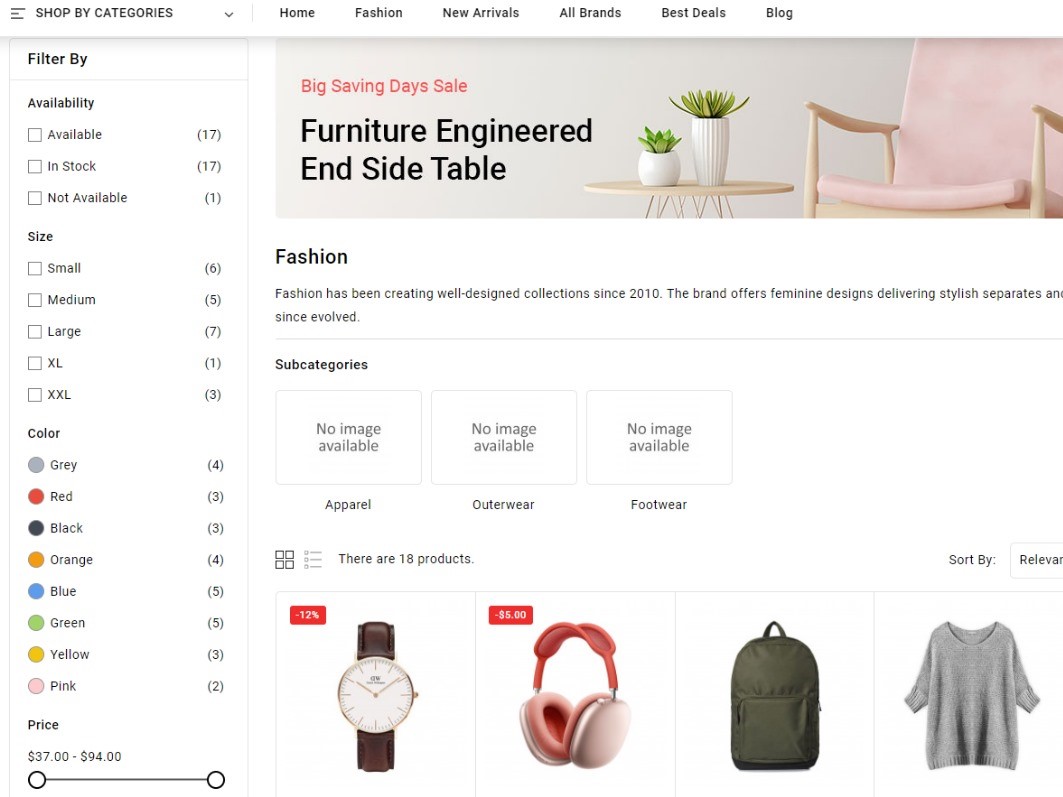 SHOP BY CATEGORIES
Home Fashion New Arrivals All Brands Best Deals Blog
Filter By
Availability
Available (17)
In Stock (17)
Not Available (1)
Size
Small (6)
Medium (5)
Large (7)
XL (1)
XXL (3)
Color
Grey (4)
Red (3)
Black (3)
Orange (4)
Blue (5)
Green (5)
Yellow (3)
Pink (2)
Price
$37.00 - $94.00
Big Saving Days Sale
Furniture Engineered
End Side Table
Fashion
Fashion has been creating well-designed collections since 2010. The brand offers feminine designs delivering stylish separates and
since evolved.
Subcategories
No image
available
No image
available
No image
available
Apparel Outerwear Footwear
There are 18 products.
Sort By:
-12%
-$5.00
DW